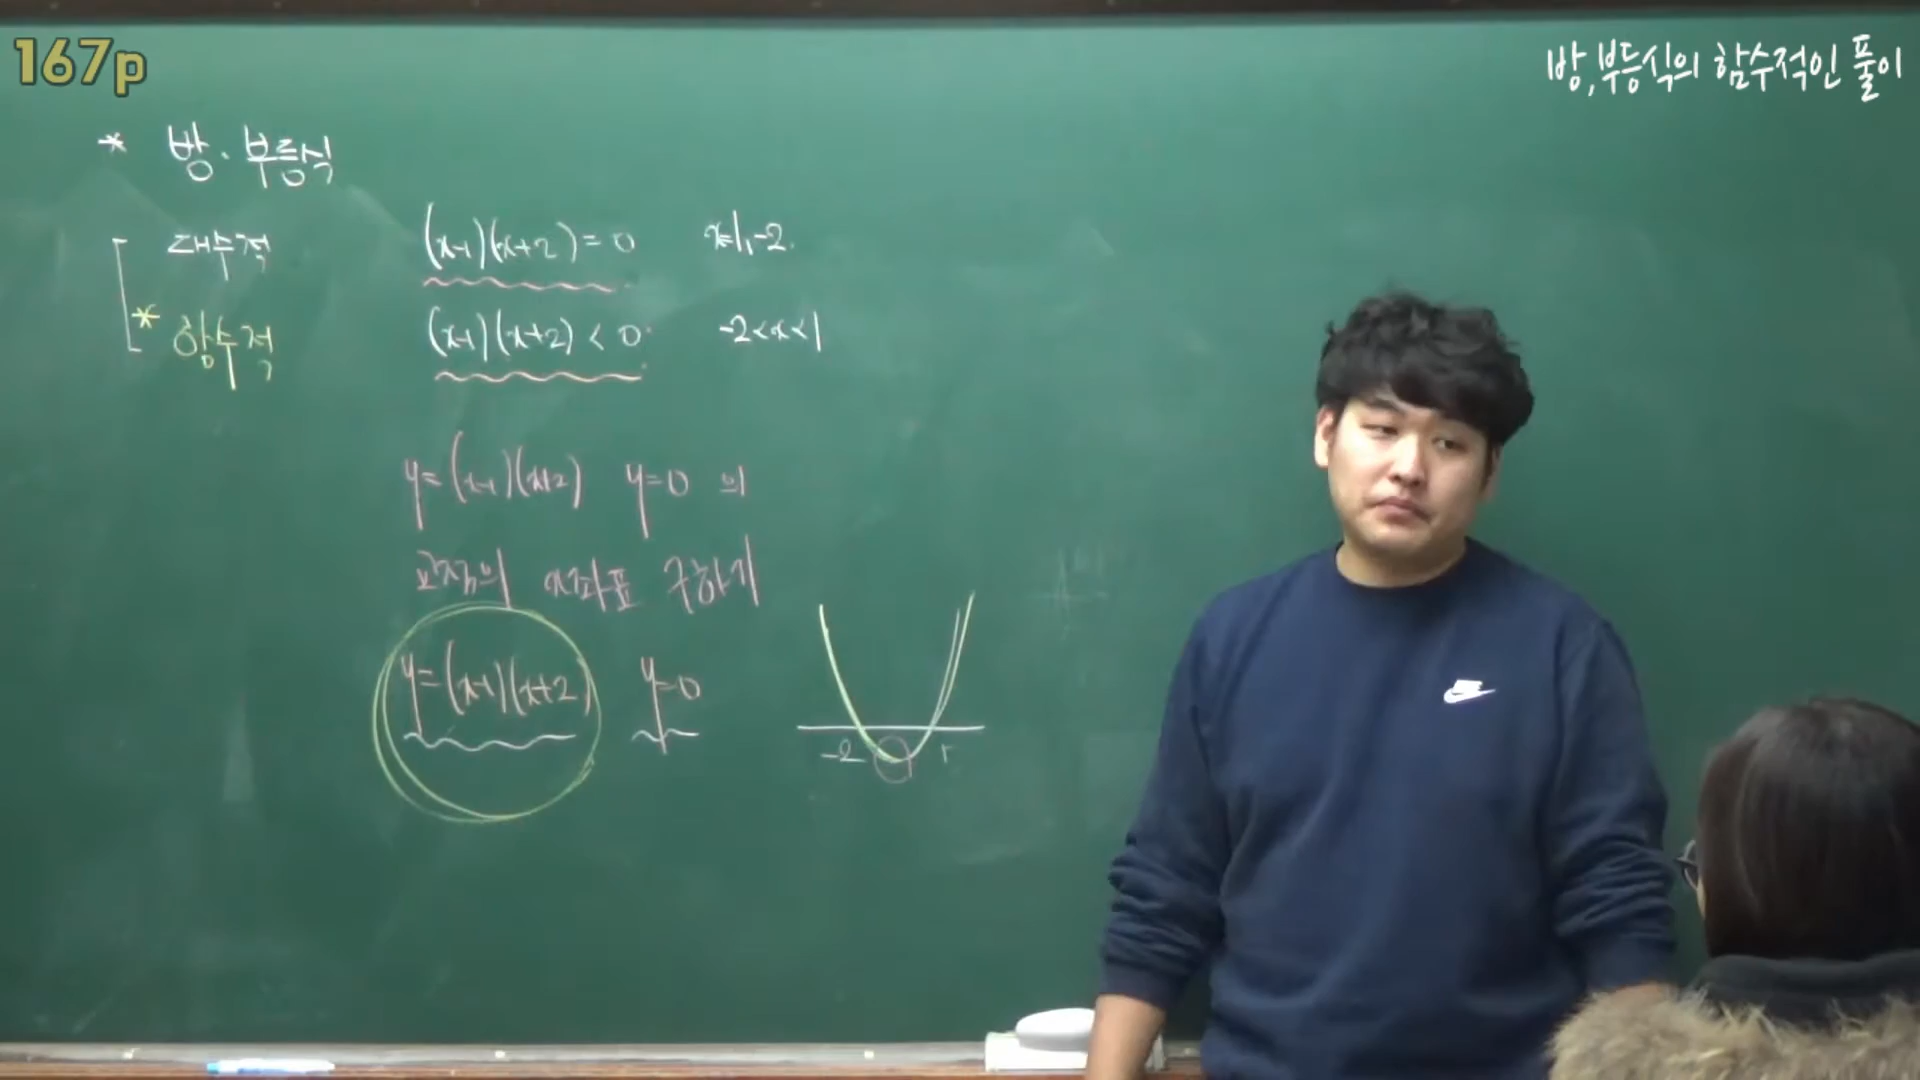 167p
방,부등식의 함수적인 풀이
* 방·부등식
대수적 (x-1)(x+2)=0 x=1,-2.
* 함수적 (x-1)(x+2)<0 -2<x<1
y=(x-1)(x+2) y=0 의
교점의 x좌표 구하기
y=(x-1)(x+2) y=0
-2 1